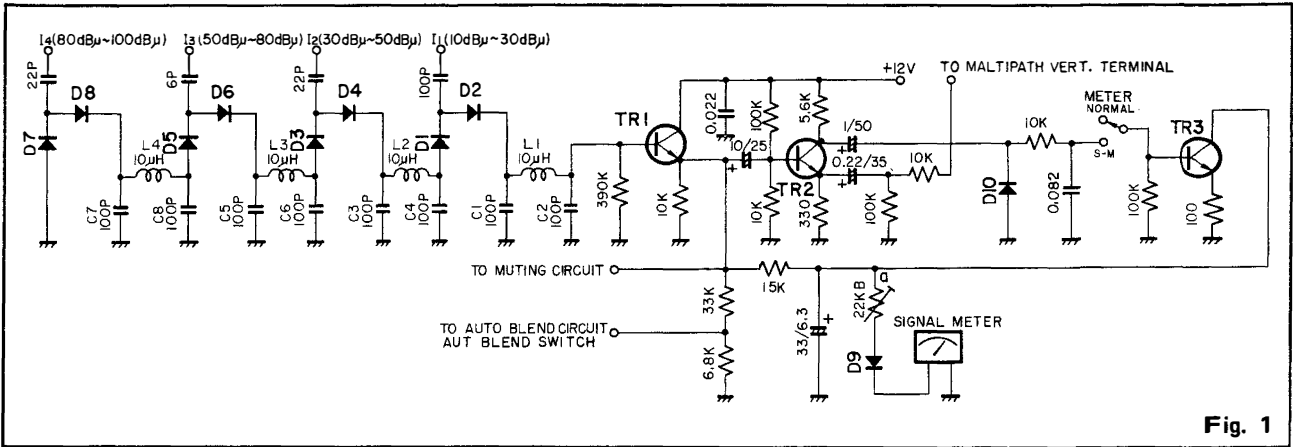 I4(80dBμ~100dBμ) I3(50dBμ~80dBμ) I2(30dBμ~50dBμ) I1(10dBμ~30dBμ)
22P 6P 22P 100P
D8 D6 D4 D2
D7 D5 D3 D1
L4 L3 L2 L1
10μH 10μH 10μH 10μH
C7 100P C8 100P C5 100P C6 100P C3 100P C4 100P C1 100P C2 100P
+12V TO MALTIPATH VERT. TERMINAL
TR1 0.022 100K 5.6K 1/50 10K METER
NORMAL
TR3
10/25 0.22/35 10K S-M
TR2
390K 10K 10K 330 100K D10 0.082 100K 100
TO MUTING CIRCUIT
15K a
33K 22KB SIGNAL METER
TO AUTO BLEND CIRCUIT
AUT BLEND SWITCH
33/6.3 +
6.8K D9
Fig. 1